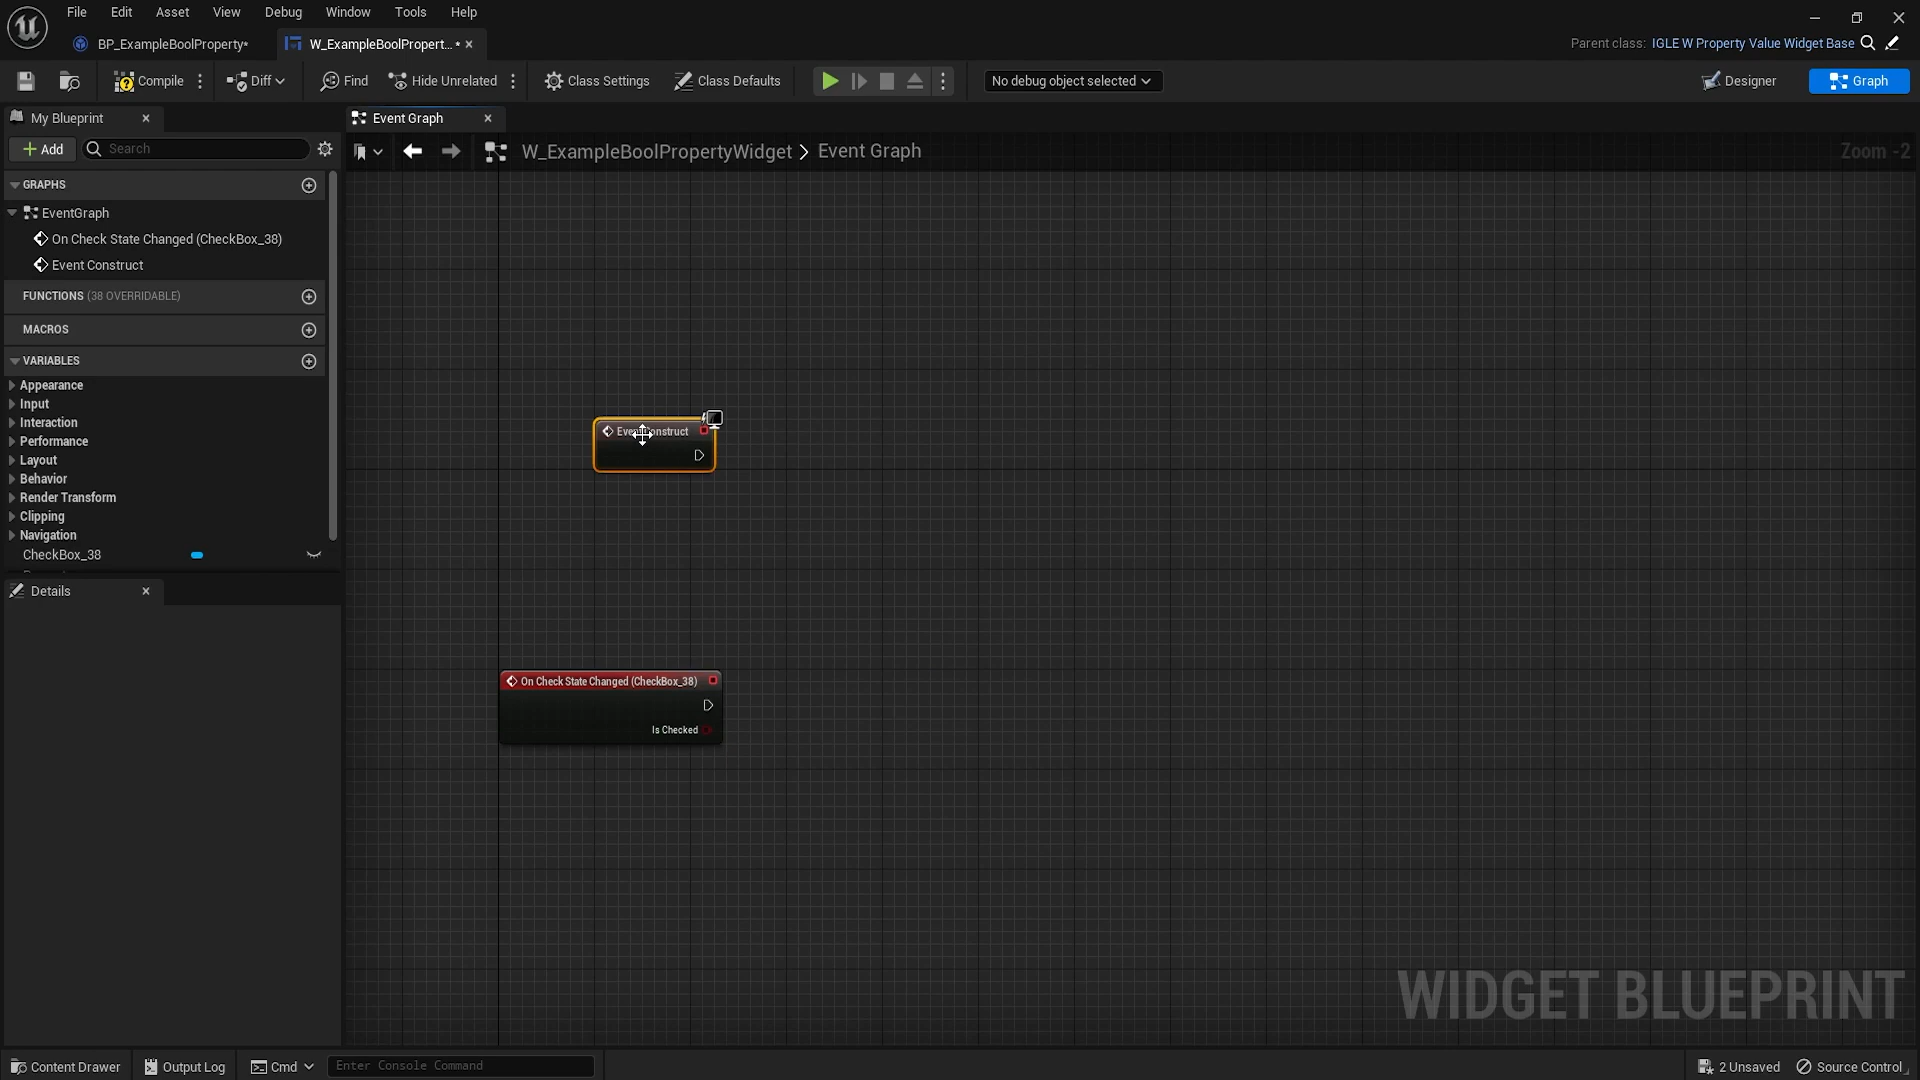 File Edit Asset View Debug Window Tools Help
BP_ExampleBoolProperty*
W_ExampleBoolPropert... *
Parent class: IGLE W Property Value Widget Base
Compile Diff Find Hide Unrelated Class Settings Class Defaults No debug object selected Designer Graph
My Blueprint
Event Graph
Add Search
W_ExampleBoolPropertyWidget > Event Graph
Zoom -2
GRAPHS
EventGraph
On Check State Changed (CheckBox_38)
Event Construct
FUNCTIONS (38 OVERRIDABLE)
MACROS
VARIABLES
Appearance
Input
Interaction
Performance
Layout
Behavior
Render Transform
Clipping
Navigation
CheckBox_38
Details
Event Construct
On Check State Changed (CheckBox_38)
Is Checked
WIDGET BLUEPRINT
Content Drawer Output Log Cmd Enter Console Command 2 Unsaved Source Control